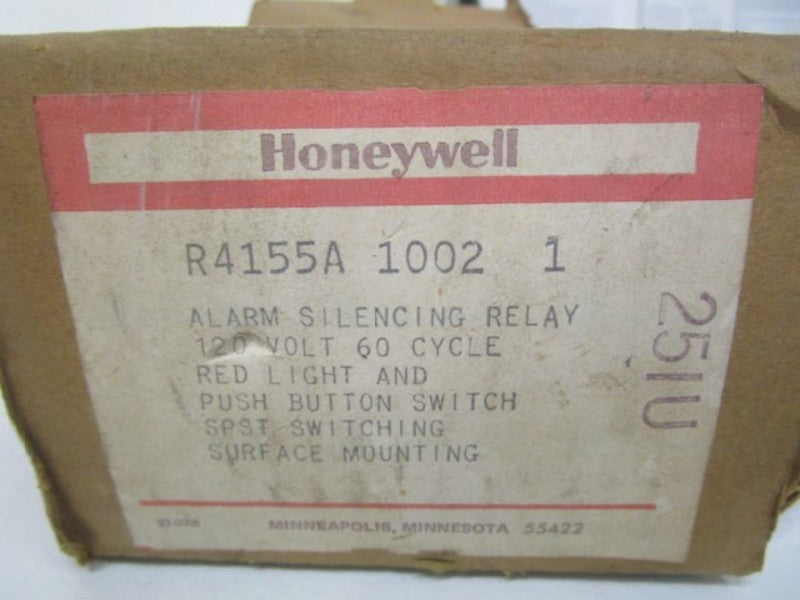 Honeywell
R4155A 1002 1
ALARM SILENCING RELAY
120 VOLT 60 CYCLE
RED LIGHT AND
PUSH BUTTON SWITCH
SPST SWITCHING
SURFACE MOUNTING
MINNEAPOLIS, MINNESOTA 55422
251U